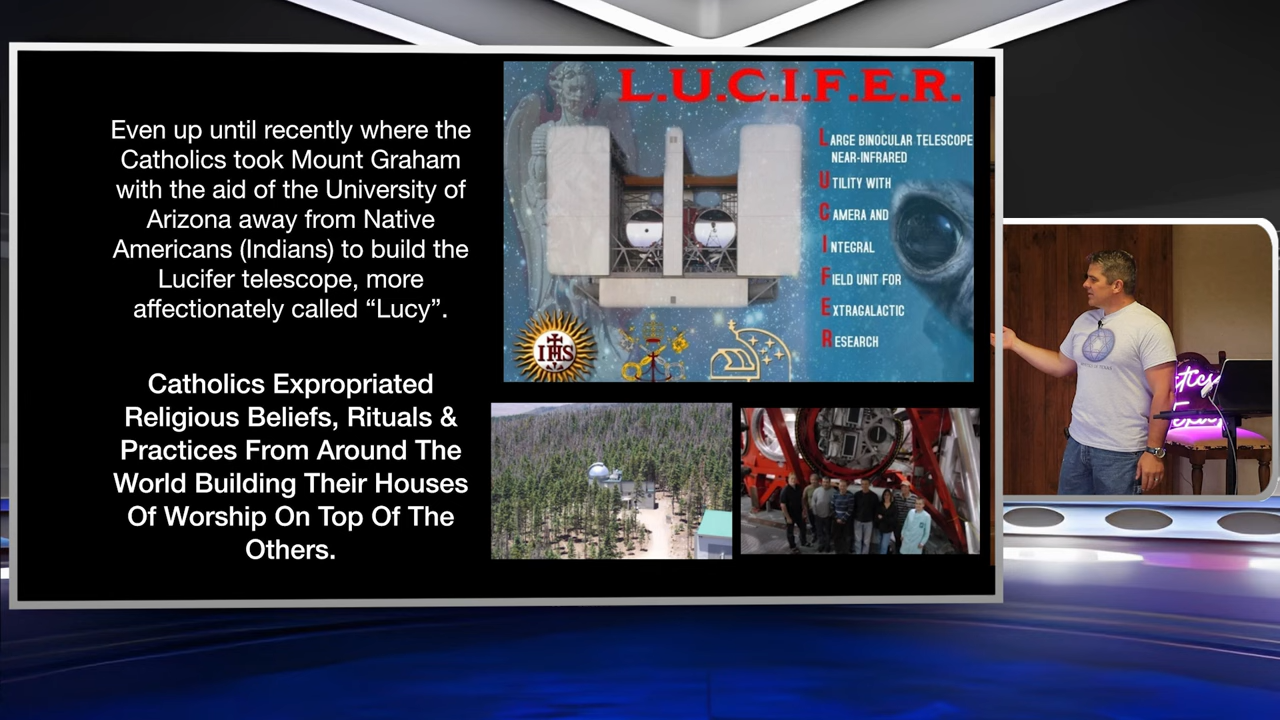 Even up until recently where the
Catholics took Mount Graham
with the aid of the University of
Arizona away from Native
Americans (Indians) to build the
Lucifer telescope, more
affectionately called “Lucy”.
Catholics Expropriated
Religious Beliefs, Rituals &
Practices From Around The
World Building Their Houses
Of Worship On Top Of The
Others.
L.U.C.I.F.E.R.
LARGE BINOCULAR TELESCOPE
NEAR-INFRARED
UTILITY WITH
CAMERA AND
INTEGRAL
FIELD UNIT FOR
EXTRAGALACTIC
RESEARCH
IHS